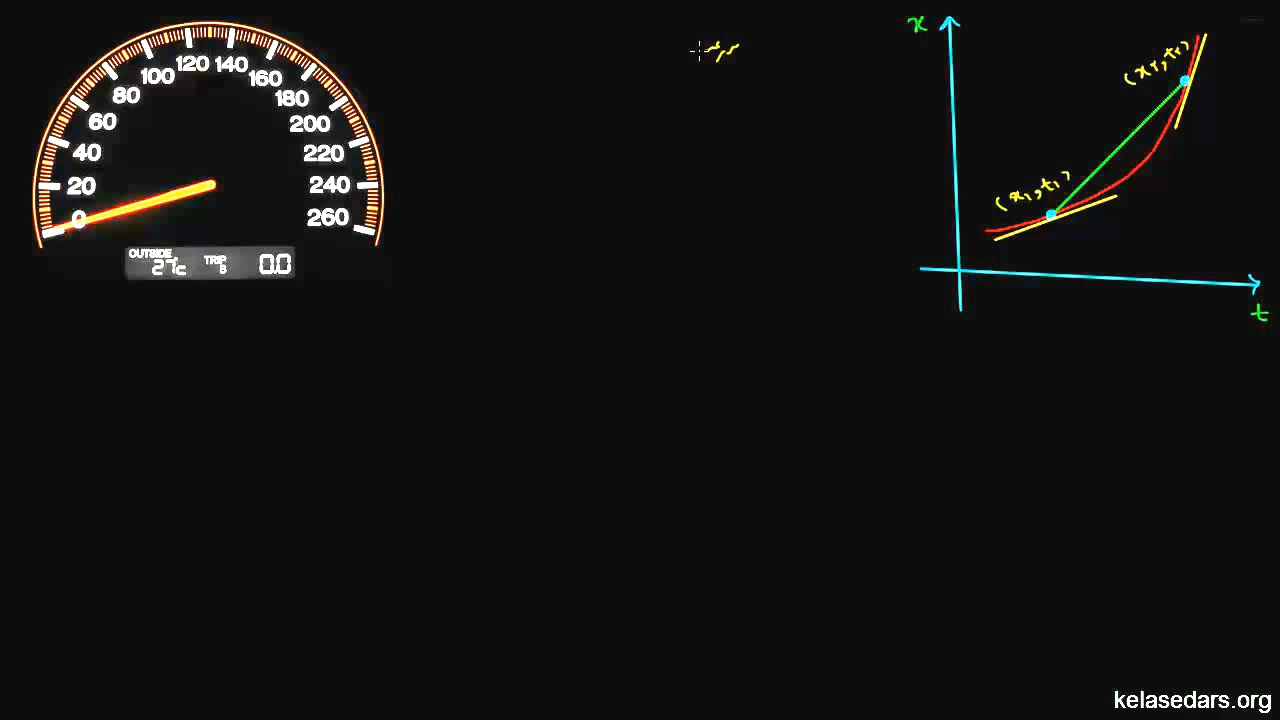 0
20
40
60
80
100
120
140
160
180
200
220
240
260
OUTSIDE
27°c
TRIP
B
0.0
x
t
(x₁, t₁)
(x₂, t₂)
kelasedars.org